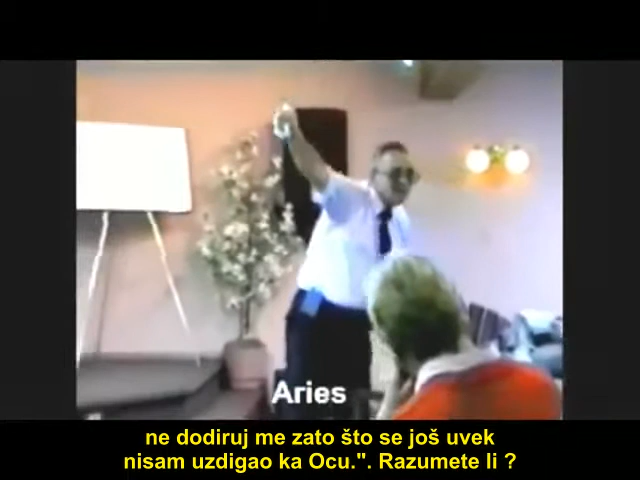 Aries
ne dodiruj me zato što se još uvek
nisam uzdigao ka Ocu.". Razumete li ?